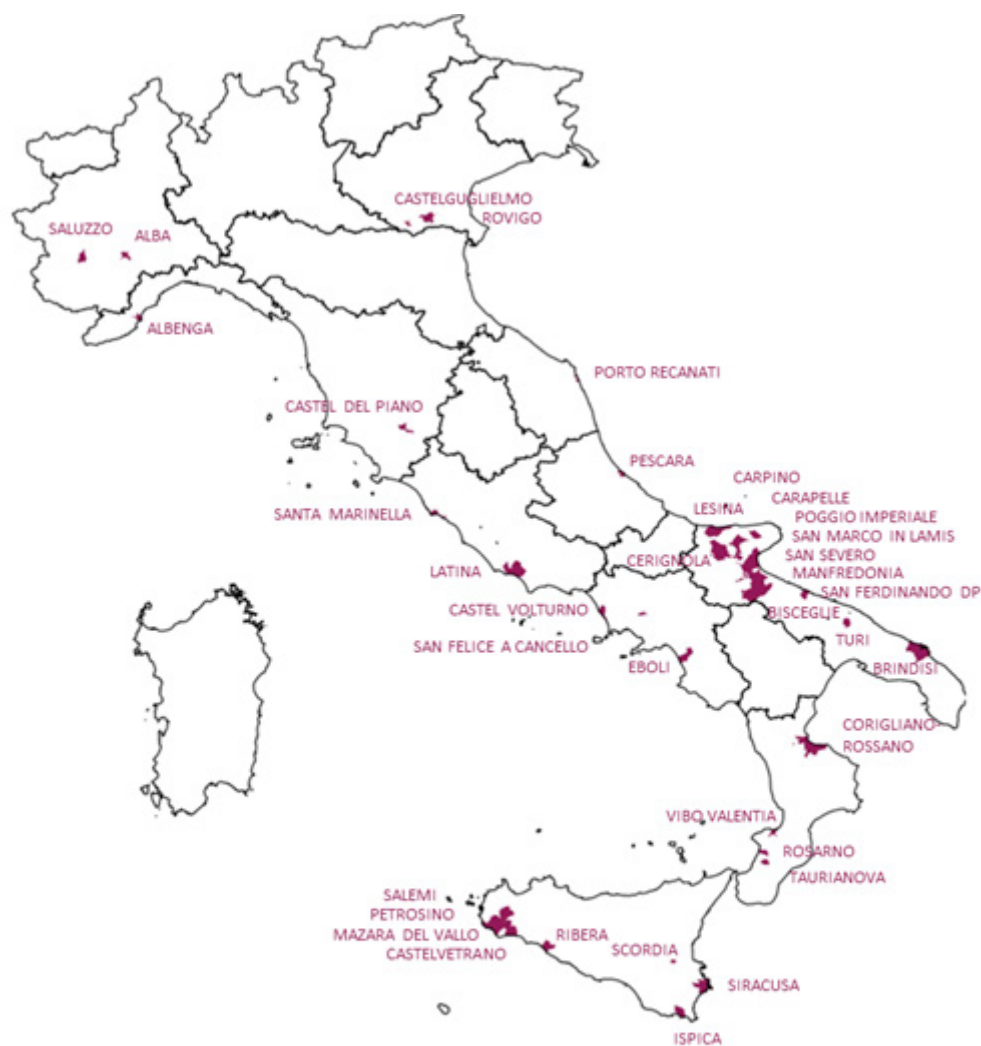 CASTELGUGLIELMO
ROVIGO
SALUZZO
ALBA
ALBENGA
PORTO RECANATI
CASTEL DEL PIANO
PESCARA
CARPINO
CARAPELLE
LESINA
POGGIO IMPERIALE
SANTA MARINELLA
SAN MARCO IN LAMIS
CERIGNOLA
SAN SEVERO
LATINA
MANFREDONIA
SAN FERDINANDO DP
CASTEL VOLTURNO
BISCEGLIE
SAN FELICE A CANCELLO
TURI
EBOLI
BRINDISI
CORIGLIANO-
ROSSANO
VIBO VALENTIA
ROSARNO
TAURIANOVA
SALEMI
PETROSINO
MAZARA DEL VALLO
RIBERA
SCORDIA
CASTELVETRANO
SIRACUSA
ISPICA